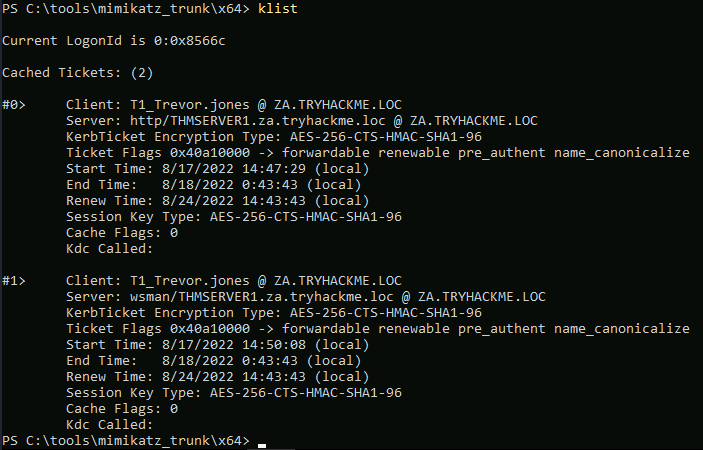 PS C:\tools\mimikatz_trunk\x64> klist
Current LogonId is 0:0x8566c
Cached Tickets: (2)
#0> Client: T1_Trevor.jones @ ZA.TRYHACKME.LOC
Server: http/THMSERVER1.za.tryhackme.loc @ ZA.TRYHACKME.LOC
KerbTicket Encryption Type: AES-256-CTS-HMAC-SHA1-96
Ticket Flags 0x40a10000 -> forwardable renewable pre_authent name_canonicalize
Start Time: 8/17/2022 14:47:29 (local)
End Time: 8/18/2022 0:43:43 (local)
Renew Time: 8/24/2022 14:43:43 (local)
Session Key Type: AES-256-CTS-HMAC-SHA1-96
Cache Flags: 0
Kdc Called:
#1> Client: T1_Trevor.jones @ ZA.TRYHACKME.LOC
Server: wsman/THMSERVER1.za.tryhackme.loc @ ZA.TRYHACKME.LOC
KerbTicket Encryption Type: AES-256-CTS-HMAC-SHA1-96
Ticket Flags 0x40a10000 -> forwardable renewable pre_authent name_canonicalize
Start Time: 8/17/2022 14:50:08 (local)
End Time: 8/18/2022 0:43:43 (local)
Renew Time: 8/24/2022 14:43:43 (local)
Session Key Type: AES-256-CTS-HMAC-SHA1-96
Cache Flags: 0
Kdc Called:
PS C:\tools\mimikatz_trunk\x64>